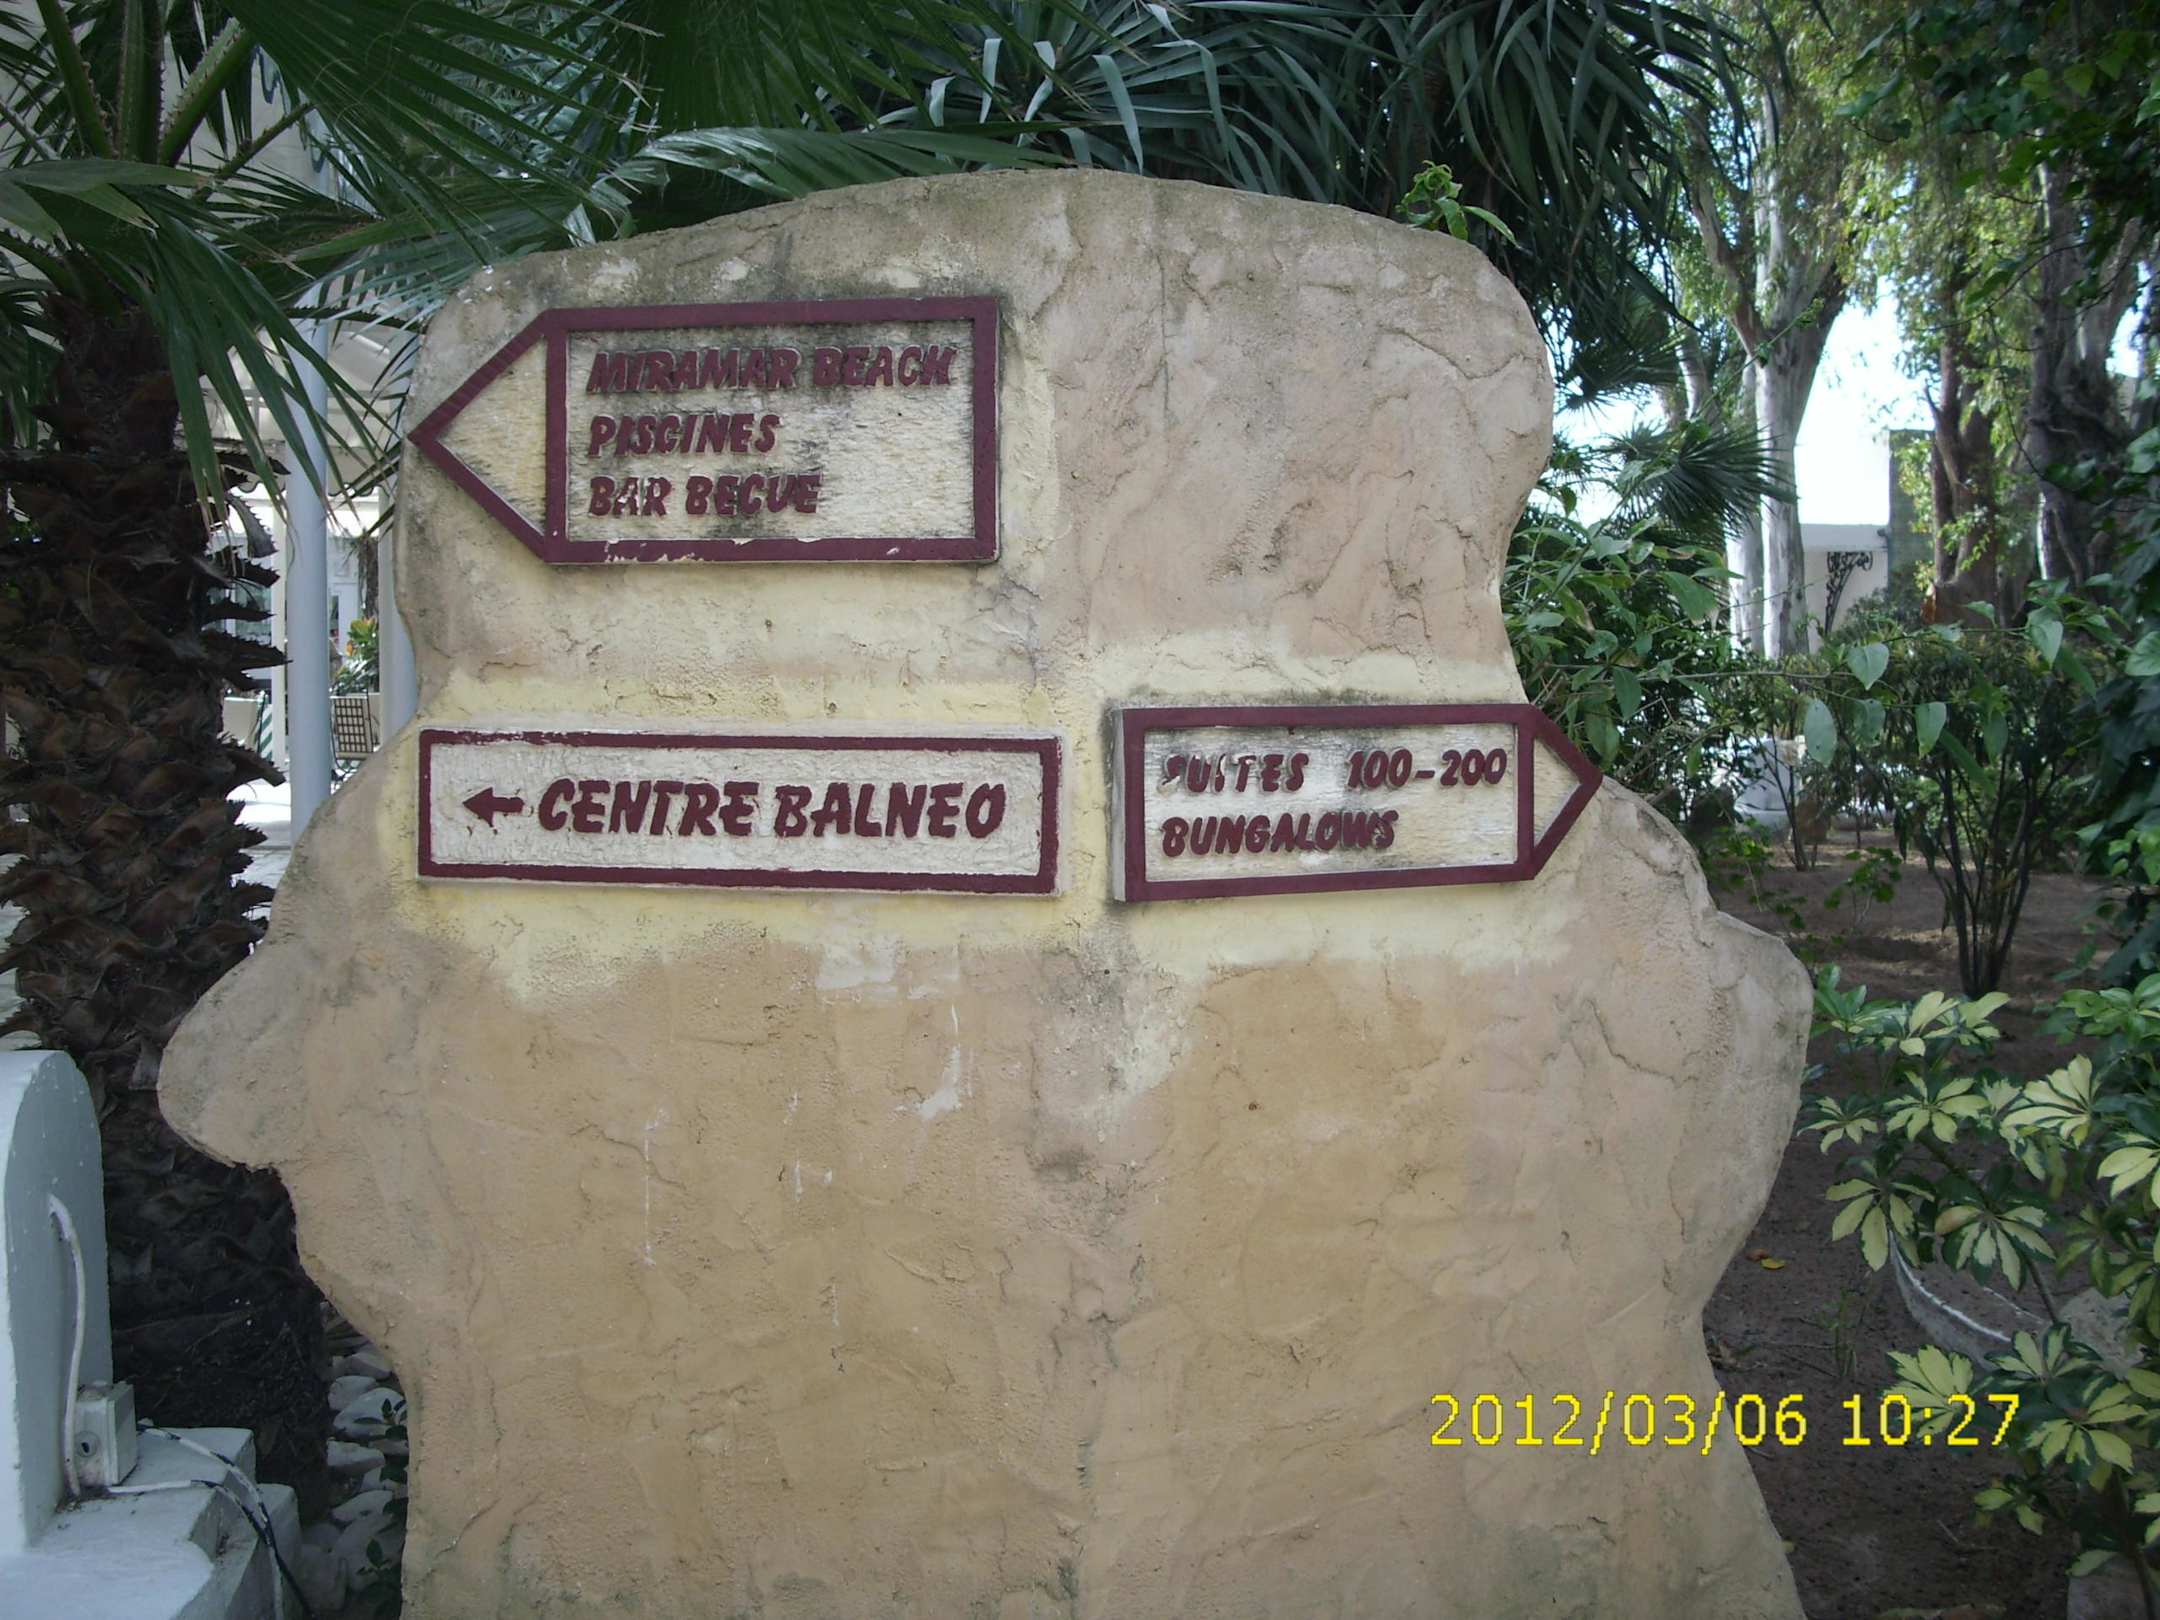 MIRAMAR BEACH
PISCINES
BAR BECUE
CENTRE BALNEO
SUITES 100-200
BUNGALOWS
2012/03/06 10:27